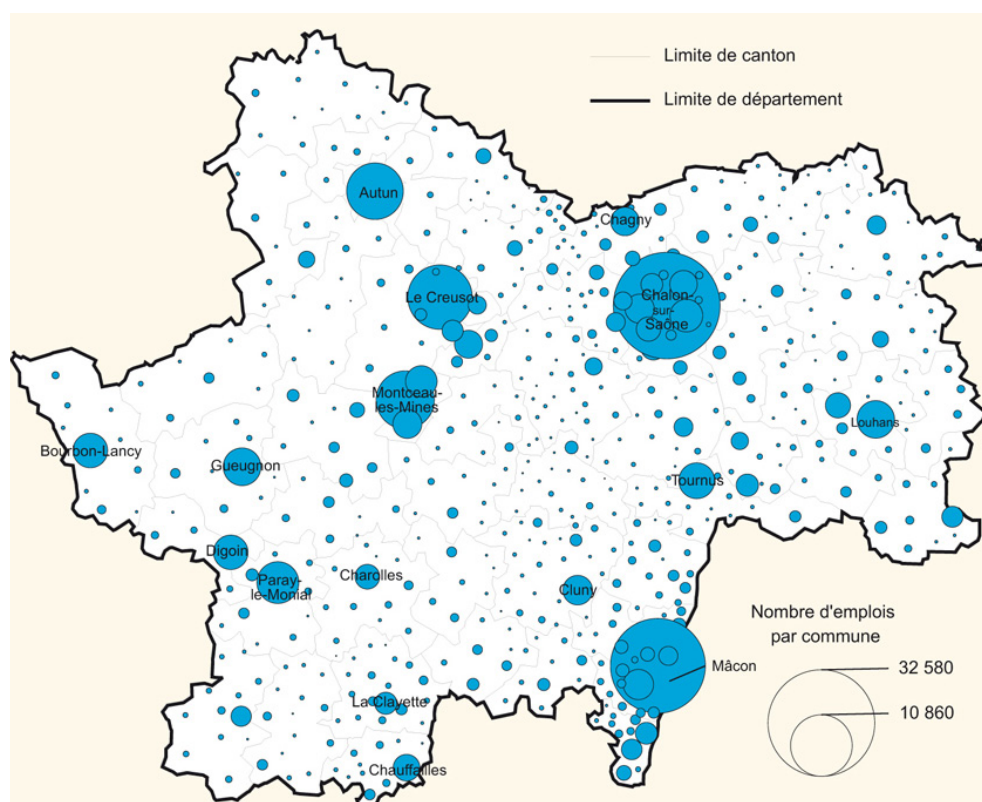 Limite de canton
Limite de département
Autun
Chagny
Le Creusot
Chalon-
sur-
Saône
Montceau-
les-Mines
Louhans
Bourbon-Lancy
Gueugnon
Tournus
Digoin
Paray-
le-Monial
Charolles
Cluny
Nombre d'emplois
par commune
32 580
10 860
Mâcon
La Clayette
Chauffailles